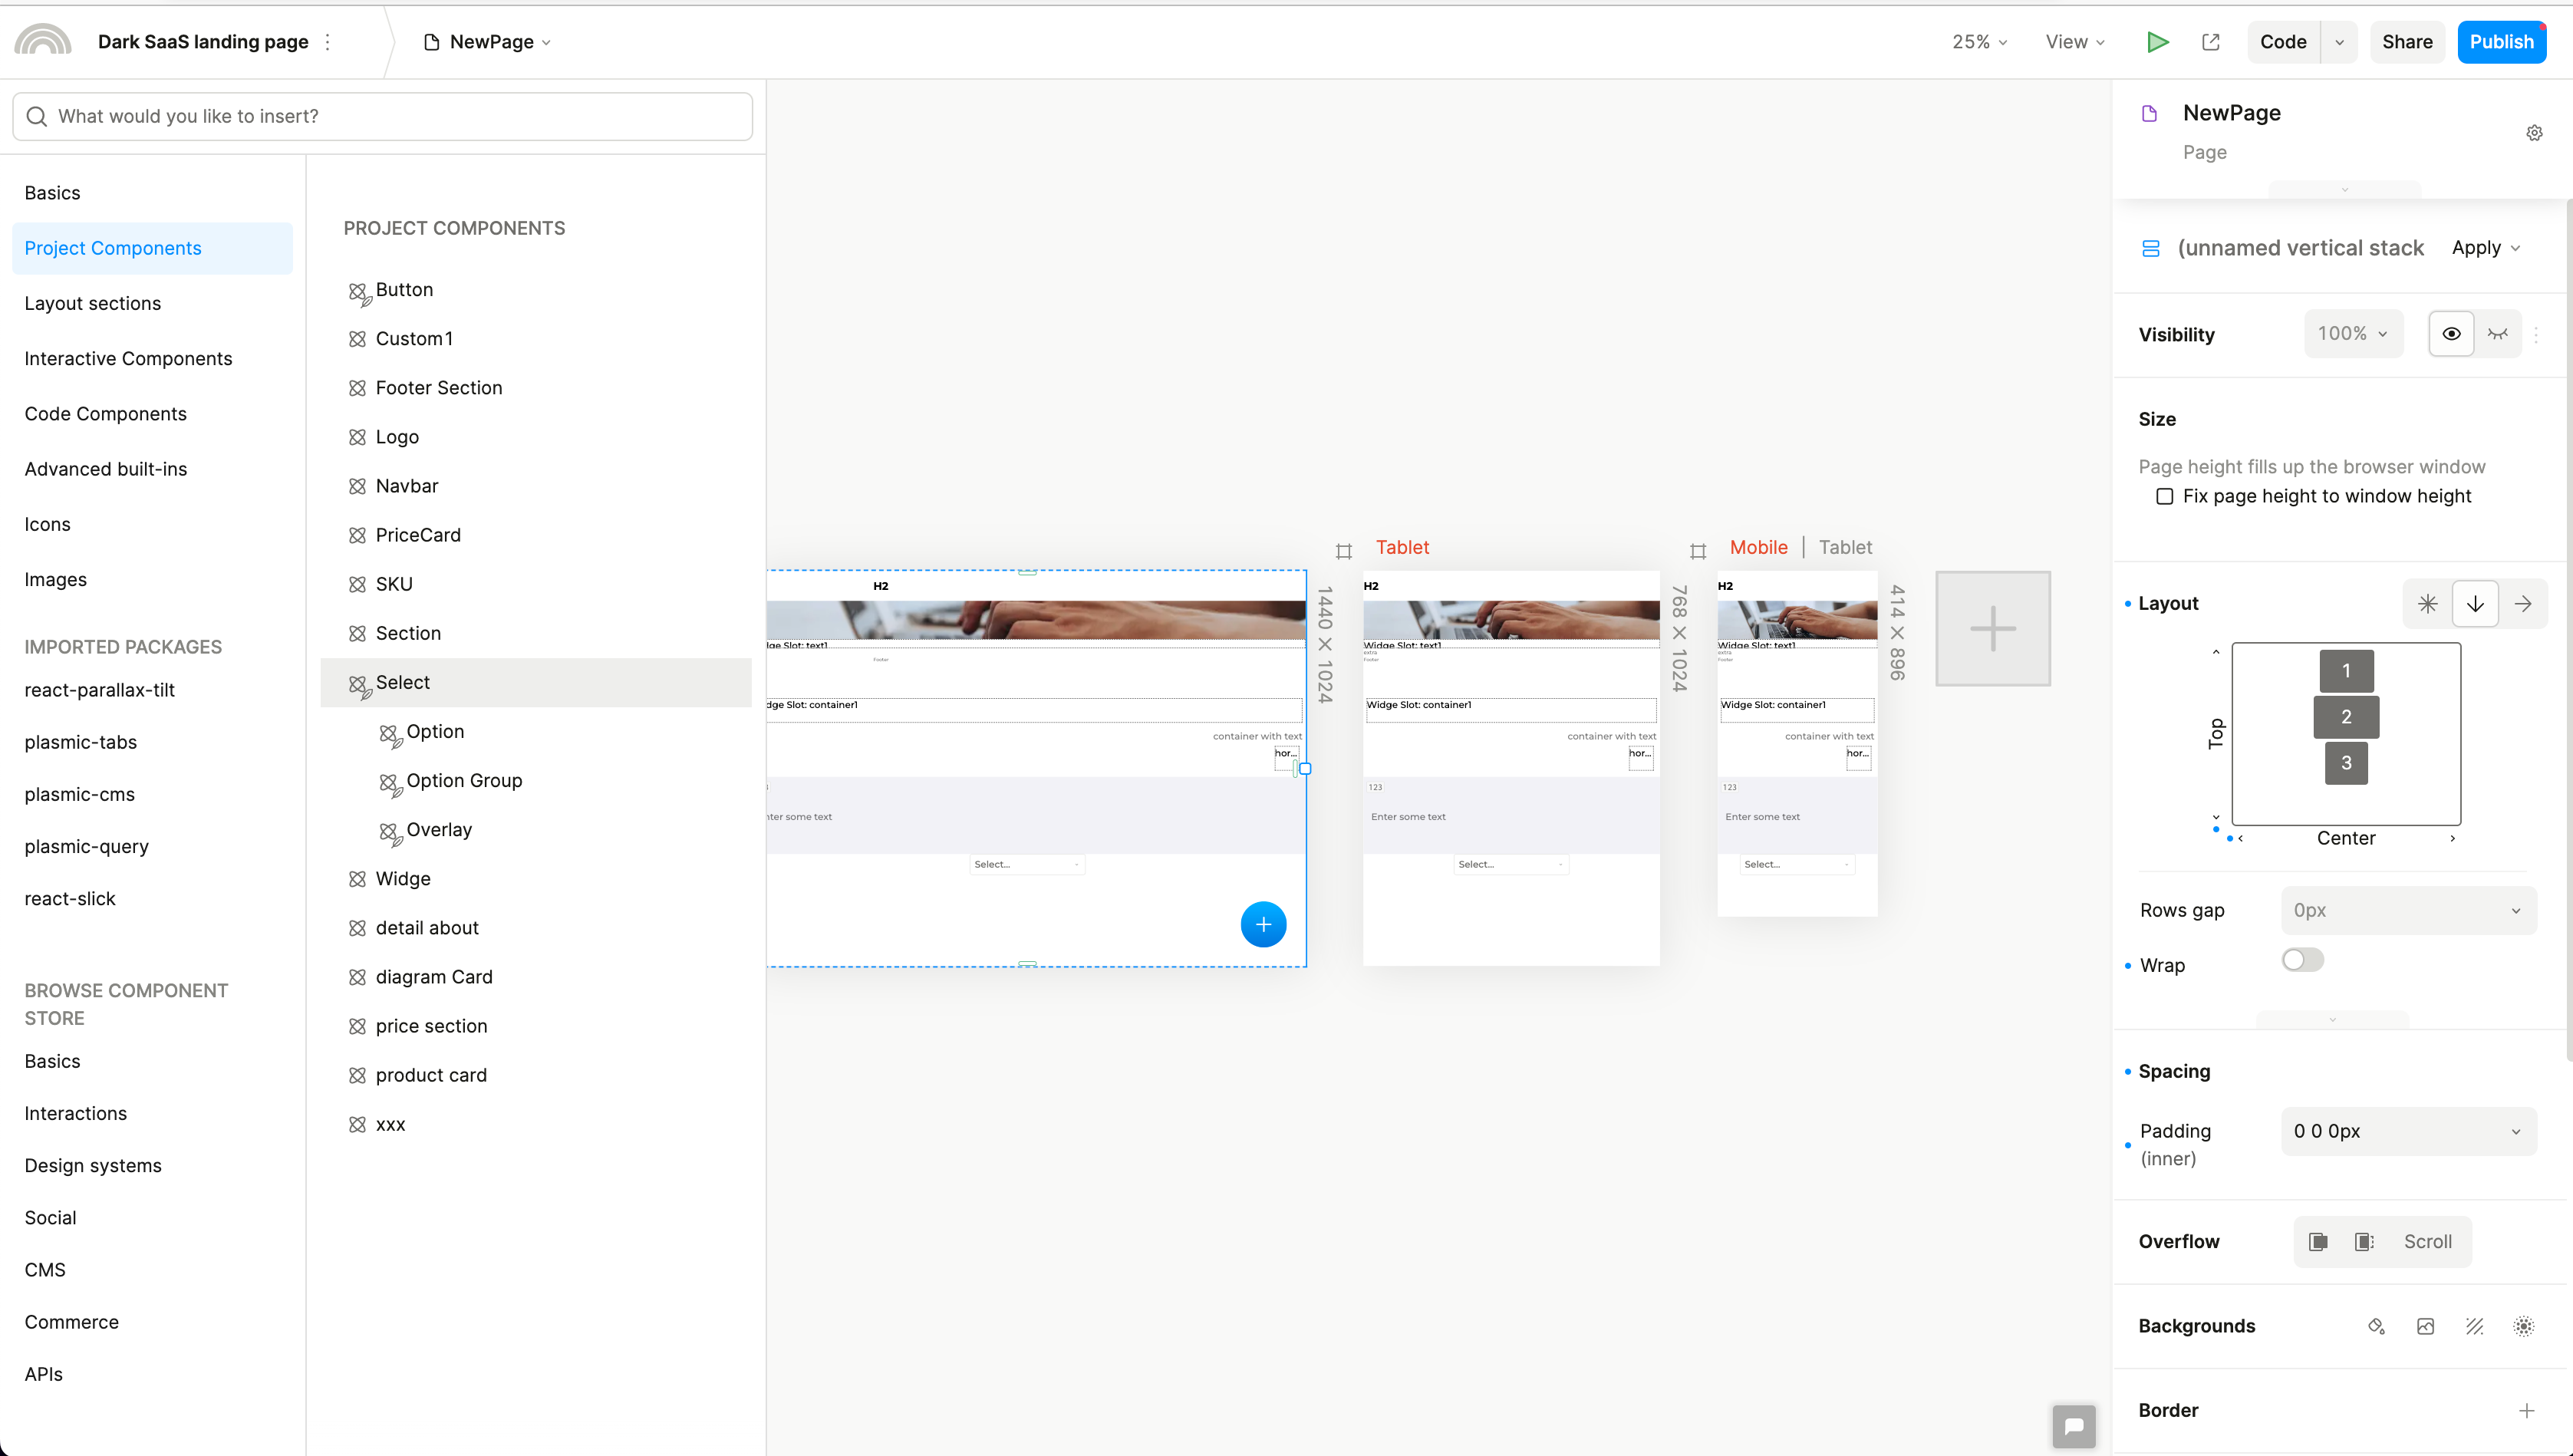 Dark SaaS landing page
NewPage
25%
View
Code
Share
Publish
What would you like to insert?
Basics
Project Components
Layout sections
Interactive Components
Code Components
Advanced built-ins
Icons
Images
IMPORTED PACKAGES
react-parallax-tilt
plasmic-tabs
plasmic-cms
plasmic-query
react-slick
BROWSE COMPONENT
STORE
Basics
Interactions
Design systems
Social
CMS
Commerce
APIs
PROJECT COMPONENTS
Button
Custom1
Footer Section
Logo
Navbar
PriceCard
SKU
Section
Select
Option
Option Group
Overlay
Widge
detail about
diagram Card
price section
product card
xxx
H2
dge Slot: text1
Footer
dge Slot: container1
container with text
hor...
nter some text
Select...
1440 × 1024
Tablet
H2
Widge Slot: text1
extra
Footer
Widge Slot: container1
container with text
hor...
123
Enter some text
Select...
768 × 1024
Mobile | Tablet
H2
Widge Slot: text1
extra
Footer
Widge Slot: container1
container with text
hor...
123
Enter some text
Select...
414 × 896
NewPage
Page
(unnamed vertical stack
Apply
Visibility
100%
Size
Page height fills up the browser window
Fix page height to window height
Layout
1
2
3
Top
Center
Rows gap
0px
Wrap
Spacing
Padding
(inner)
0 0 0px
Overflow
Scroll
Backgrounds
Border